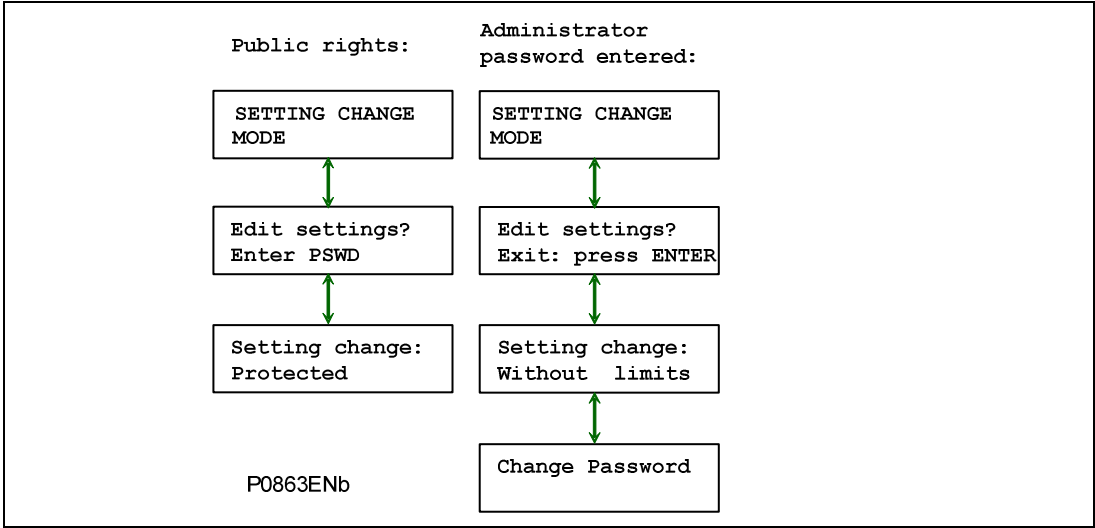 Public rights:
SETTING CHANGE
MODE
Edit settings?
Enter PSWD
Setting change:
Protected
Administrator
password entered:
SETTING CHANGE
MODE
Edit settings?
Exit: press ENTER
Setting change:
Without limits
Change Password
P0863ENb